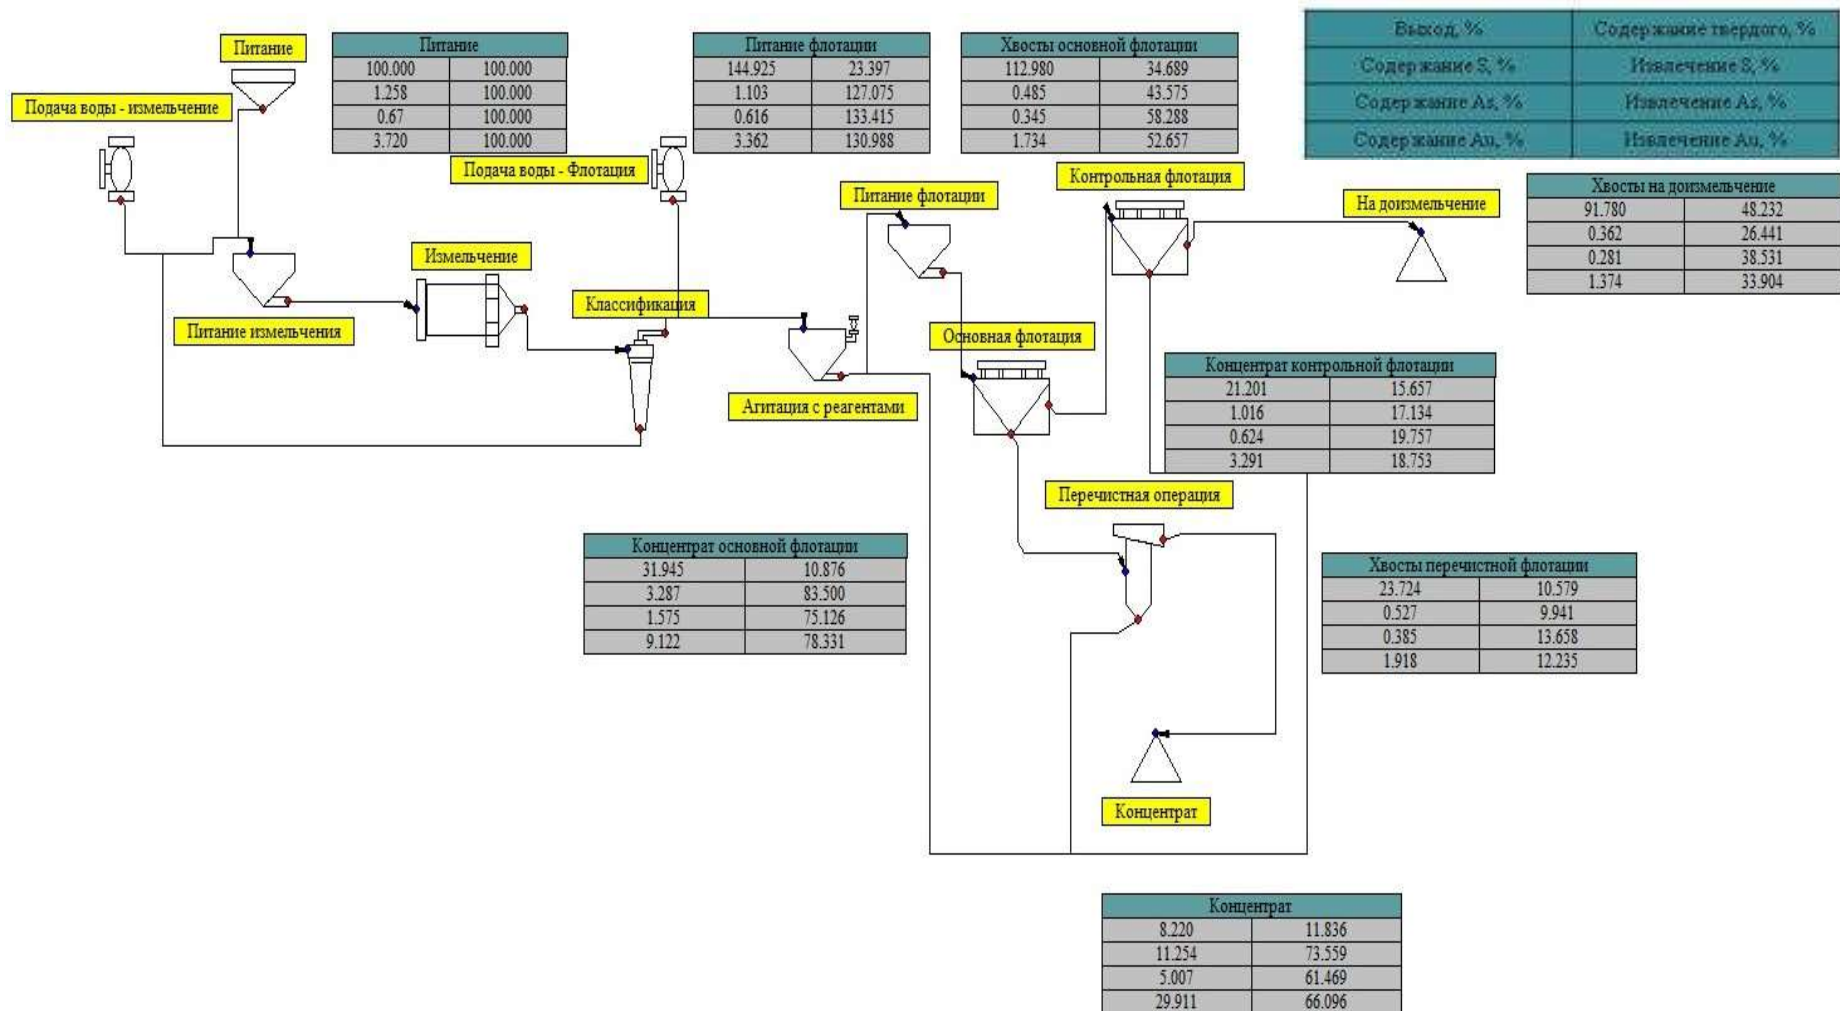 Выход, % Содержание твердого, %
Содержание S, % Извлечение S, %
Содержание As, % Извлечение As, %
Содержание Au, % Извлечение Au, %
Питание
Питание
100.000 100.000
1.258 100.000
0.67 100.000
3.720 100.000
Питание флотации
144.925 23.397
1.103 127.075
0.616 133.415
3.362 130.988
Хвосты основной флотации
112.980 34.689
0.485 43.575
0.345 58.288
1.734 52.657
Подача воды - измельчение
Подача воды - Флотация
Контрольная флотация
Питание флотации
На доизмельчение
Хвосты на доизмельчение
91.780 48.232
0.362 26.441
0.281 38.531
1.374 33.904
Измельчение
Классификация
Питание измельчения
Основная флотация
Агитация с реагентами
Концентрат контрольной флотации
21.201 15.657
1.016 17.134
0.624 19.757
3.291 18.753
Перечистная операция
Концентрат основной флотации
31.945 10.876
3.287 83.500
1.575 75.126
9.122 78.331
Хвосты перечистной флотации
23.724 10.579
0.527 9.941
0.385 13.658
1.918 12.235
Концентрат
Концентрат
8.220 11.836
11.254 73.559
5.007 61.469
29.911 66.096